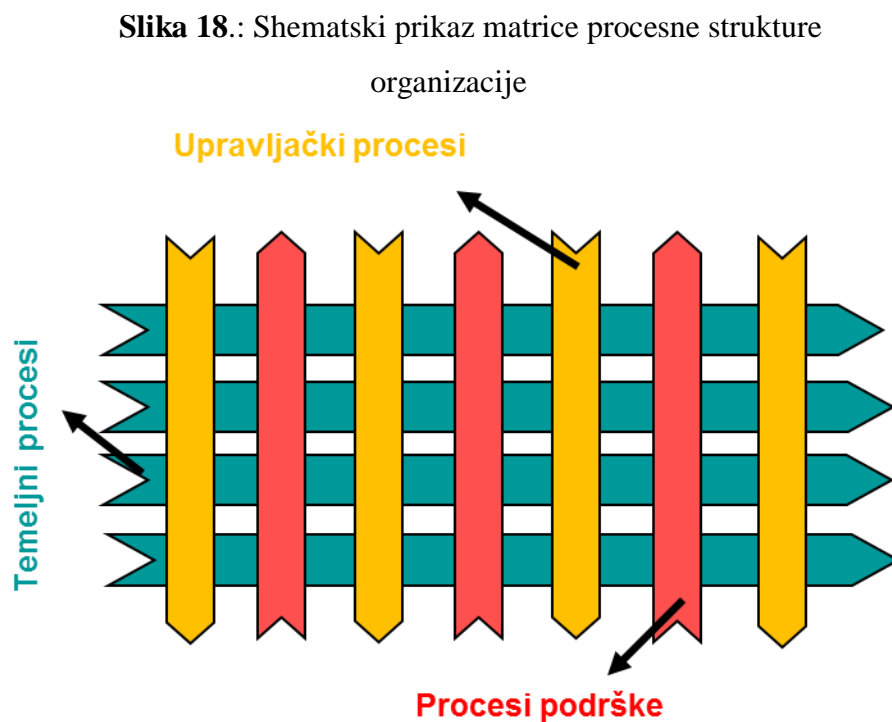 Slika 18.: Shematski prikaz matrice procesne strukture
organizacije
Upravljački procesi
Temeljni procesi
Procesi podrške